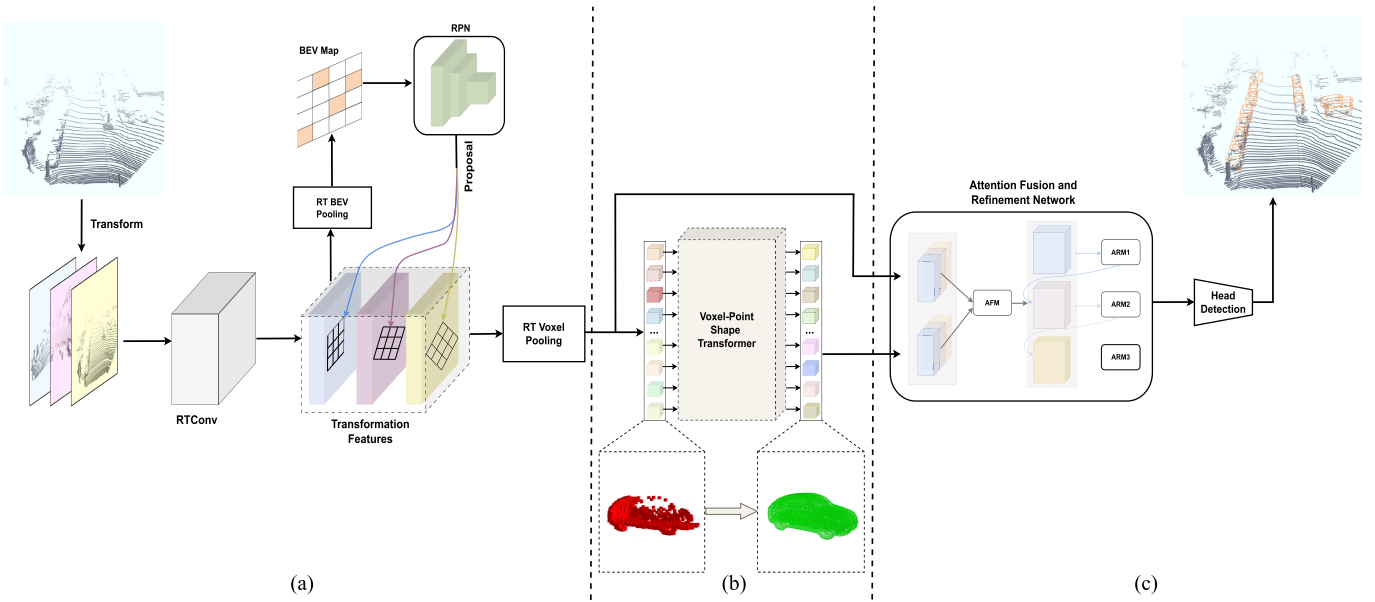 RPN
BEV Map
Proposal
RT BEV
Pooling
Transform
RTConv
Transformation
Features
RT Voxel
Pooling
...
Voxel-Point
Shape
Transformer
...
Attention Fusion and
Refinement Network
AFM
ARM1
ARM2
ARM3
Head
Detection
(a)
(b)
(c)